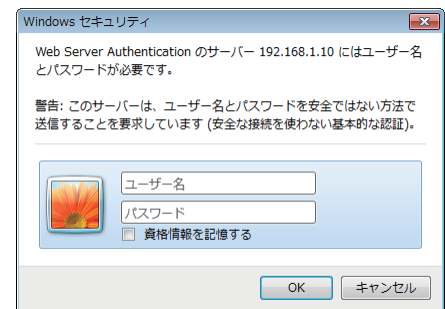 Windows セキュリティ
Web Server Authentication のサーバー 192.168.1.10 にはユーザー名
とパスワードが必要です。
警告: このサーバーは、ユーザー名とパスワードを安全ではない方法で
送信することを要求しています (安全な接続を使わない基本的な認証)。
ユーザー名
パスワード
資格情報を記憶する
OK
キャンセル